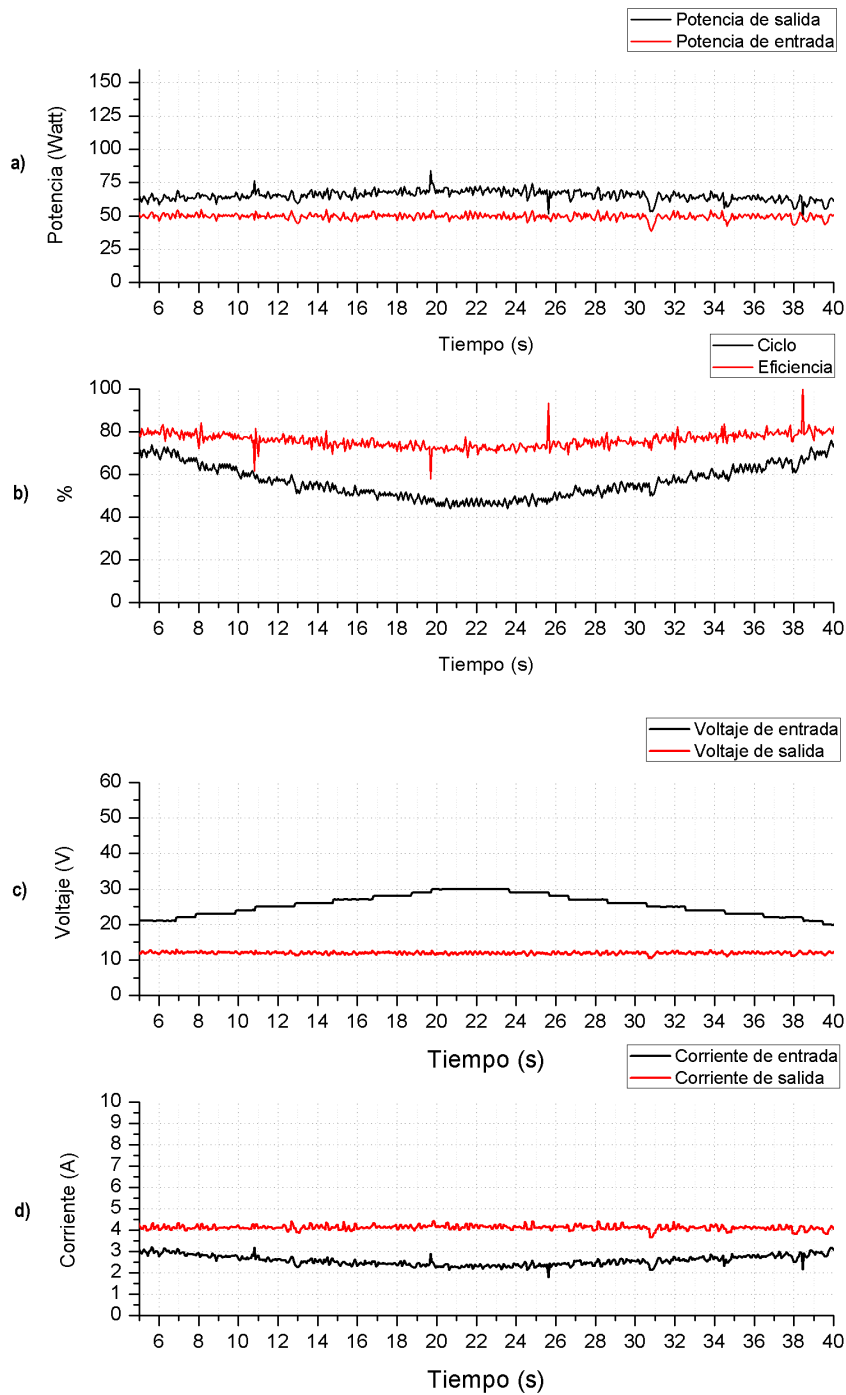 Potencia de salida
Potencia de entrada
150
125
100
75
50
25
0
Potencia (Watt)
a)
6 8 10 12 14 16 18 20 22 24 26 28 30 32 34 36 38 40
Tiempo (s)
Ciclo
Eficiencia
100
80
60
40
20
0
%
b)
6 8 10 12 14 16 18 20 22 24 26 28 30 32 34 36 38 40
Tiempo (s)
Voltaje de entrada
Voltaje de salida
60
50
40
30
20
10
0
Voltaje (V)
c)
6 8 10 12 14 16 18 20 22 24 26 28 30 32 34 36 38 40
Tiempo (s)
Corriente de entrada
Corriente de salida
10
9
8
7
6
5
4
3
2
1
0
Corriente (A)
d)
6 8 10 12 14 16 18 20 22 24 26 28 30 32 34 36 38 40
Tiempo (s)